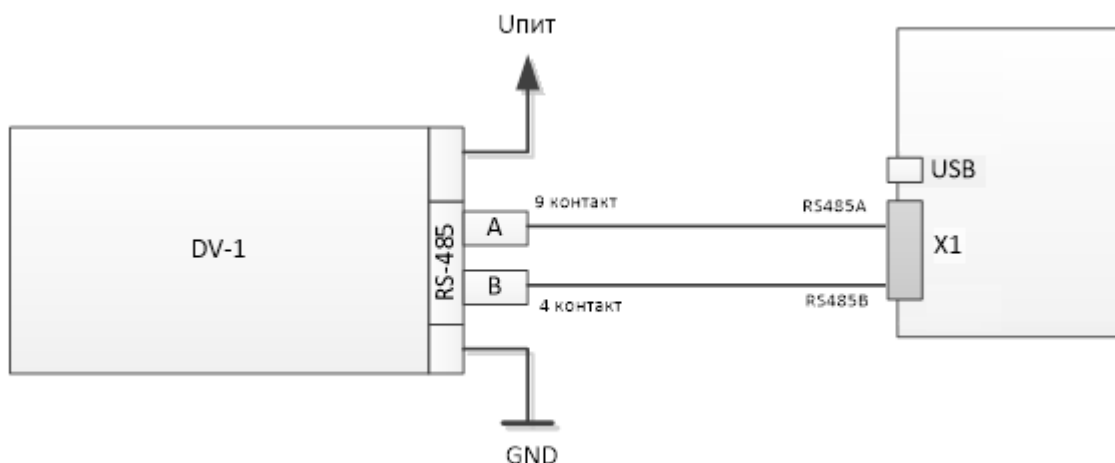 Uпит
USB
9 контакт
RS485A
A
DV-1
RS-485
X1
B
4 контакт
RS485B
GND